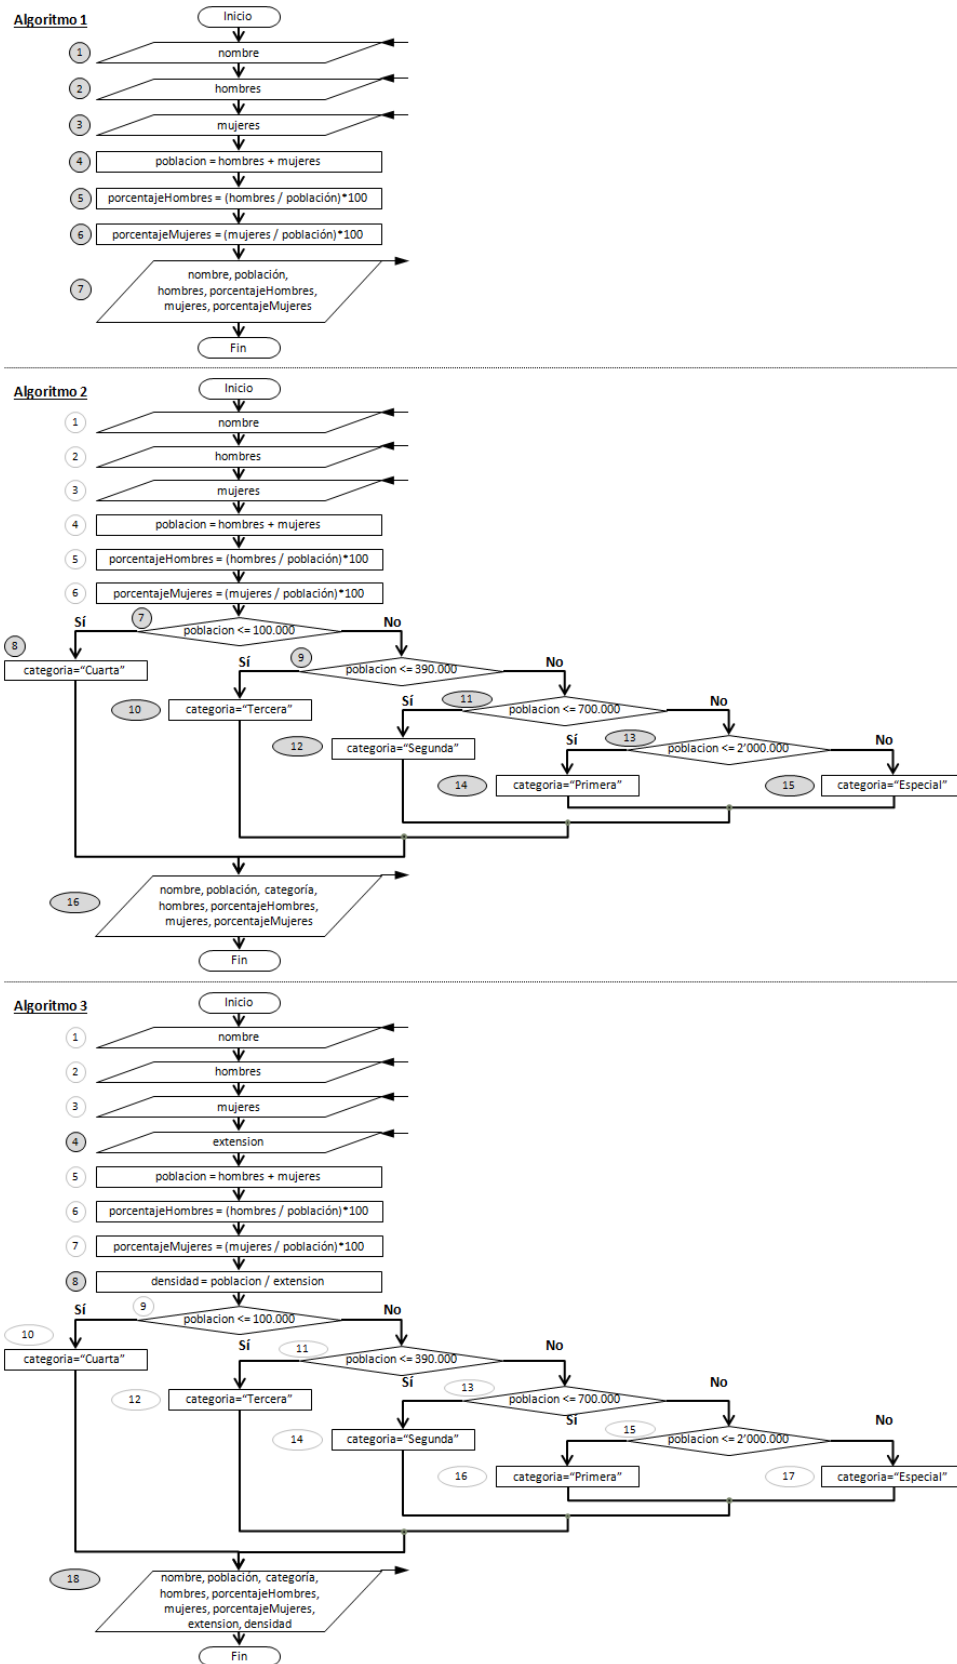 Algoritmo 1
Inicio
1
nombre
2
hombres
3
mujeres
4
poblacion = hombres + mujeres
5
porcentajeHombres = (hombres / población)*100
6
porcentajeMujeres = (mujeres / población)*100
7
nombre, población,
hombres, porcentajeHombres,
mujeres, porcentajeMujeres
Fin
Algoritmo 2
Inicio
1
nombre
2
hombres
3
mujeres
4
poblacion = hombres + mujeres
5
porcentajeHombres = (hombres / población)*100
6
porcentajeMujeres = (mujeres / población)*100
Sí
7
poblacion <= 100.000
No
8
categoria="Cuarta"
Sí
9
poblacion <= 390.000
No
10
categoria="Tercera"
Sí
11
poblacion <= 700.000
No
12
categoria="Segunda"
Sí
13
poblacion <= 2'000.000
No
14
categoria="Primera"
15
categoria="Especial"
16
nombre, población, categoría,
hombres, porcentajeHombres,
mujeres, porcentajeMujeres
Fin
Algoritmo 3
Inicio
1
nombre
2
hombres
3
mujeres
4
extension
5
poblacion = hombres + mujeres
6
porcentajeHombres = (hombres / población)*100
7
porcentajeMujeres = (mujeres / población)*100
8
densidad = poblacion / extension
Sí
9
poblacion <= 100.000
No
10
categoria="Cuarta"
Sí
11
poblacion <= 390.000
No
12
categoria="Tercera"
Sí
13
poblacion <= 700.000
No
14
categoria="Segunda"
Sí
15
poblacion <= 2'000.000
No
16
categoria="Primera"
17
categoria="Especial"
18
nombre, población, categoría,
hombres, porcentajeHombres,
mujeres, porcentajeMujeres,
extension, densidad
Fin